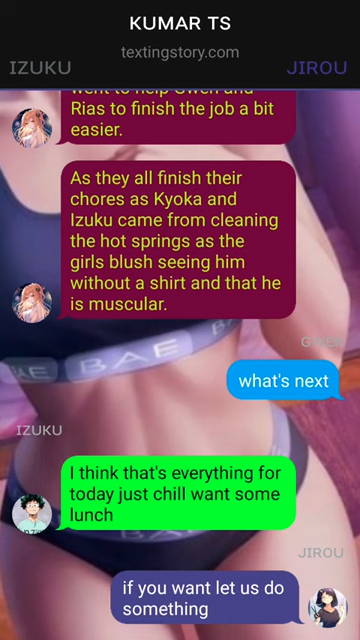 KUMAR TS
textingstory.com
IZUKU
JIROU
went to help Gwen and
Rias to finish the job a bit
easier.
As they all finish their
chores as Kyoka and
Izuku came from cleaning
the hot springs as the
girls blush seeing him
without a shirt and that he
is muscular.
GWEN
BAE
BAE
what's next
IZUKU
I think that's everything for
today just chill want some
lunch
JIROU
if you want let us do
something